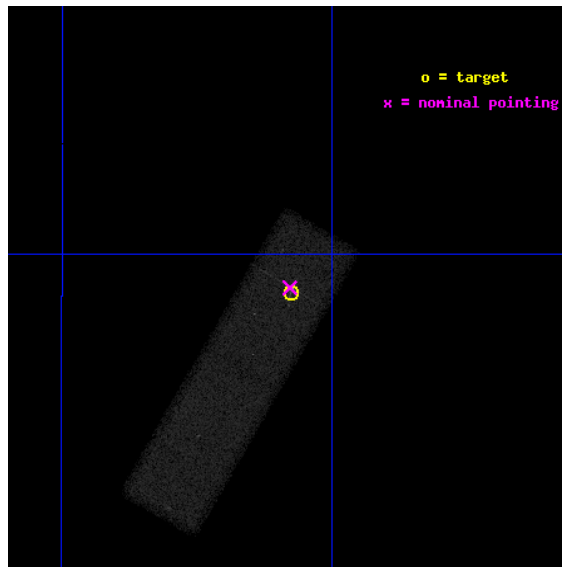 o = target
x = nominal pointing